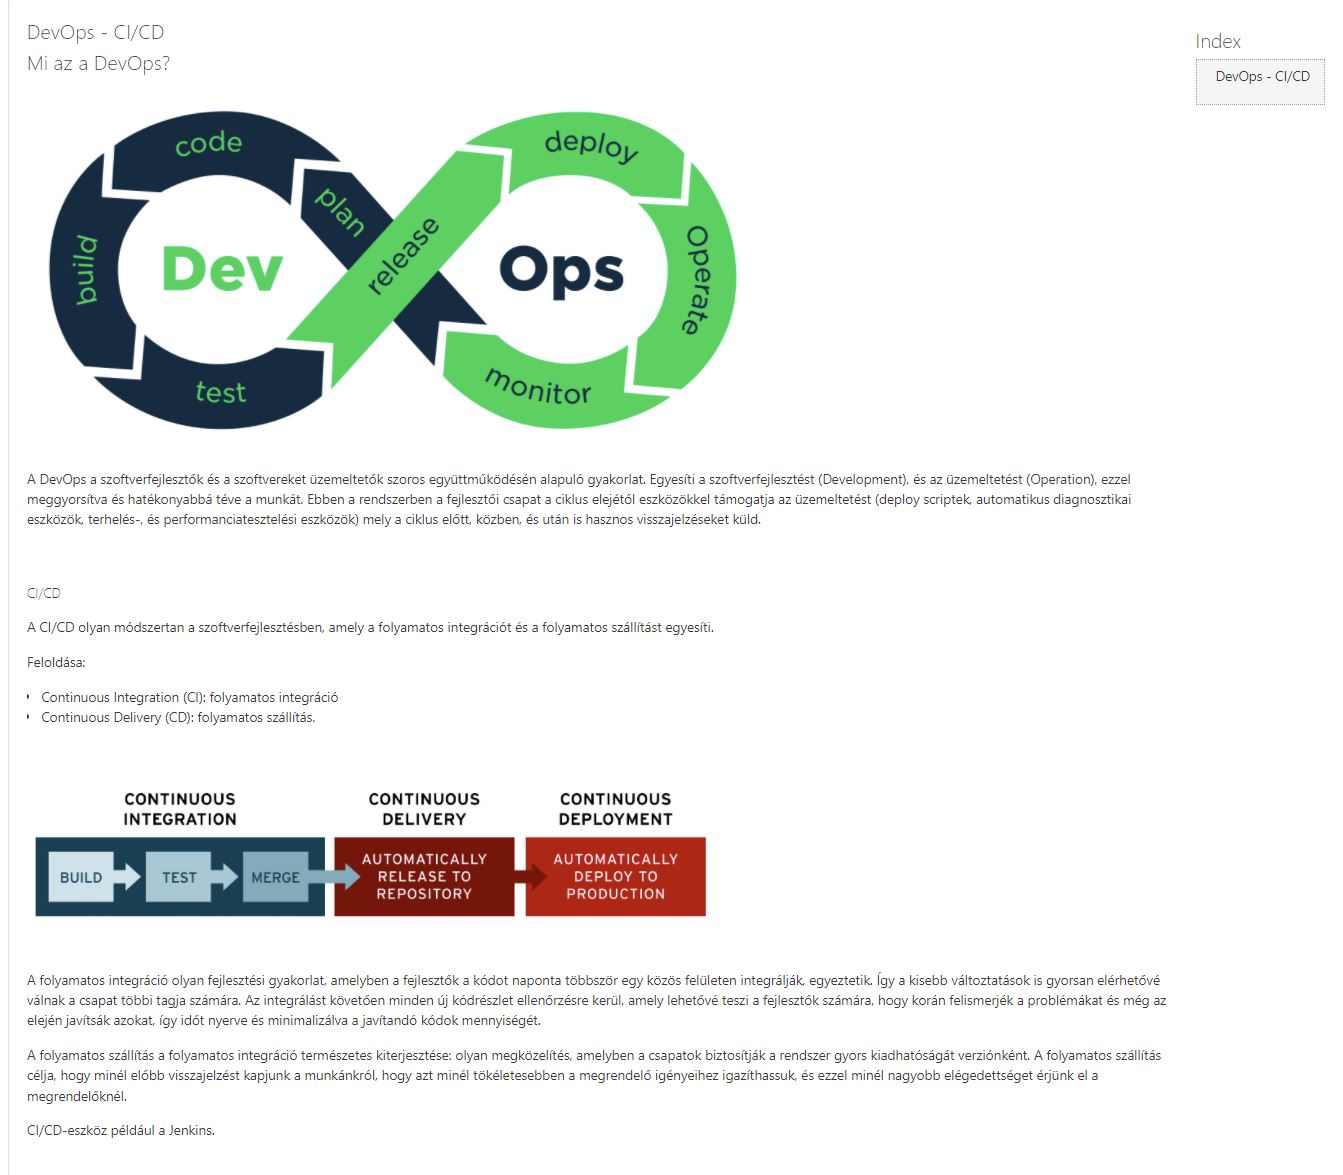 DevOps - CI/CD
Mi az a DevOps?
Index
DevOps - CI/CD
code
plan
build
test
Dev
release
deploy
Operate
monitor
Ops
A DevOps a szoftverfejlesztők és a szoftvereket üzemeltetők szoros együttműködésén alapuló gyakorlat. Egyesíti a szoftverfejlesztést (Development), és az üzemeltetést (Operation), ezzel
meggyorsítva és hatékonyabbá téve a munkát. Ebben a rendszerben a fejlesztői csapat a ciklus elejétől eszközökkel támogatja az üzemeltetést (deploy scriptek, automatikus diagnosztikai
eszközök, terhelés-, és performanciatesztelési eszközök) mely a ciklus előtt, közben, és után is hasznos visszajelzéseket küld.
CI/CD
A CI/CD olyan módszertan a szoftverfejlesztésben, amely a folyamatos integrációt és a folyamatos szállítást egyesíti.
Feloldása:
Continuous Integration (CI): folyamatos integráció
Continuous Delivery (CD): folyamatos szállítás.
CONTINUOUS
INTEGRATION
BUILD
TEST
MERGE
CONTINUOUS
DELIVERY
AUTOMATICALLY
RELEASE TO
REPOSITORY
CONTINUOUS
DEPLOYMENT
AUTOMATICALLY
DEPLOY TO
PRODUCTION
A folyamatos integráció olyan fejlesztési gyakorlat, amelyben a fejlesztők a kódot naponta többször egy közös felületen integrálják, egyeztetik. Így a kisebb változtatások is gyorsan elérhetővé
válnak a csapat többi tagja számára. Az integrálást követően minden új kódrészlet ellenőrzésre kerül, amely lehetővé teszi a fejlesztők számára, hogy korán felismerjék a problémákat és még az
elején javítsák azokat, így időt nyerve és minimalizálva a javítandó kódok mennyiségét.
A folyamatos szállítás a folyamatos integráció természetes kiterjesztése: olyan megközelítés, amelyben a csapatok biztosítják a rendszer gyors kiadhatóságát verziónként. A folyamatos szállítás
célja, hogy minél előbb visszajelzést kapjunk a munkánkról, hogy azt minél tökéletesebben a megrendelő igényeihez igazíthassuk, és ezzel minél nagyobb elégedettséget érjünk el a
megrendelőknél.
CI/CD-eszköz például a Jenkins.